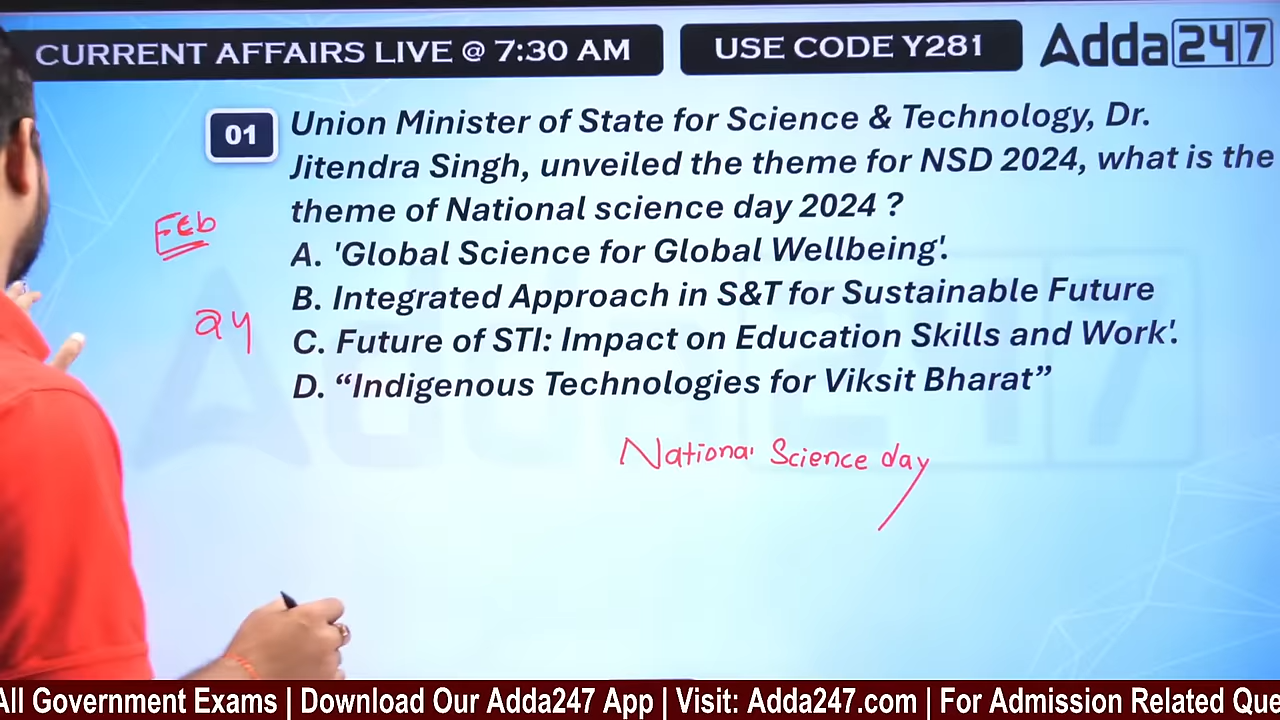 CURRENT AFFAIRS LIVE @ 7:30 AM
USE CODE Y281
Adda247
01
Union Minister of State for Science & Technology, Dr.
Jitendra Singh, unveiled the theme for NSD 2024, what is the
theme of National science day 2024 ?
A. 'Global Science for Global Wellbeing'.
B. Integrated Approach in S&T for Sustainable Future
C. Future of STI: Impact on Education Skills and Work'.
D. “Indigenous Technologies for Viksit Bharat”
Feb
24
National Science day
All Government Exams | Download Our Adda247 App | Visit: Adda247.com | For Admission Related Que